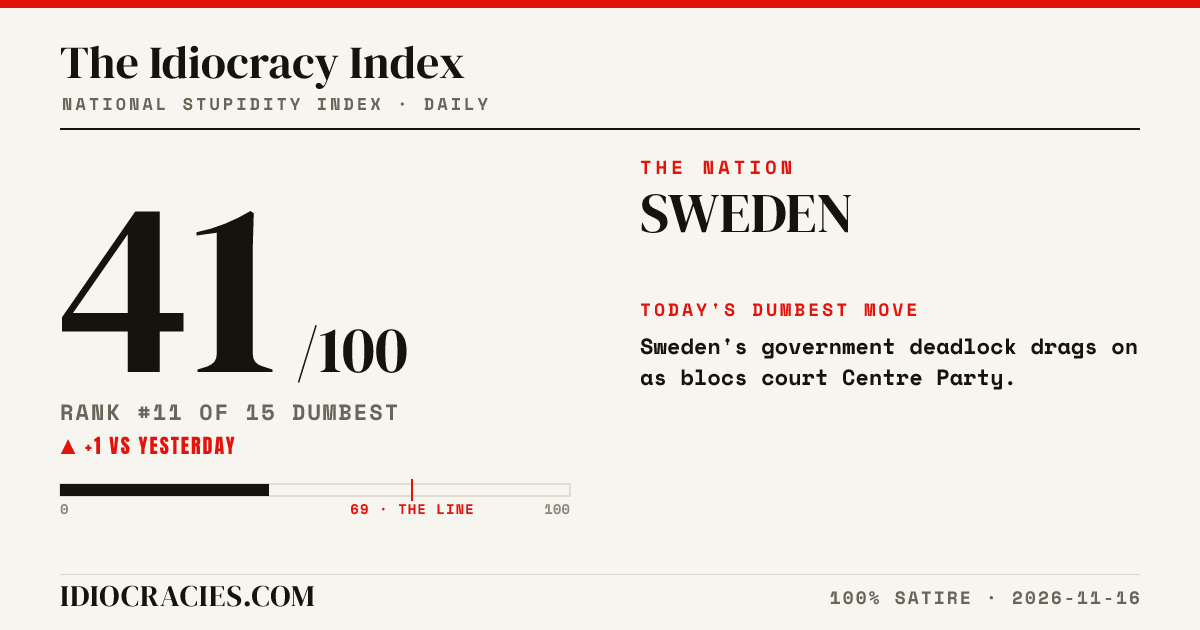 The Idiocracy Index
NATIONAL STUPIDITY INDEX · DAILY
41 /100
RANK #11 OF 15 DUMBEST
▲ +1 VS YESTERDAY
0
69 · THE LINE
100
THE NATION
SWEDEN
TODAY'S DUMBEST MOVE
Sweden's government deadlock drags on
as blocs court Centre Party.
IDIOCRACIES.COM
100% SATIRE · 2026-11-16